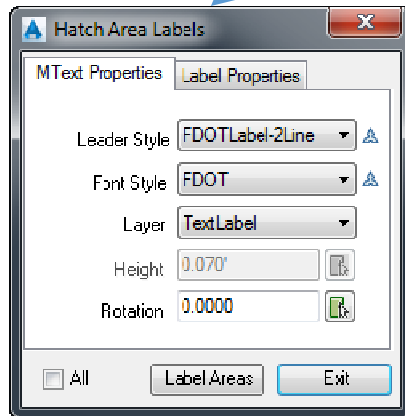 Hatch Area Labels
MText Properties Label Properties
Leader Style FDOTLabel-2Line
Font Style FDOT
Layer TextLabel
Height 0.070'
Rotation 0.0000
All Label Areas Exit